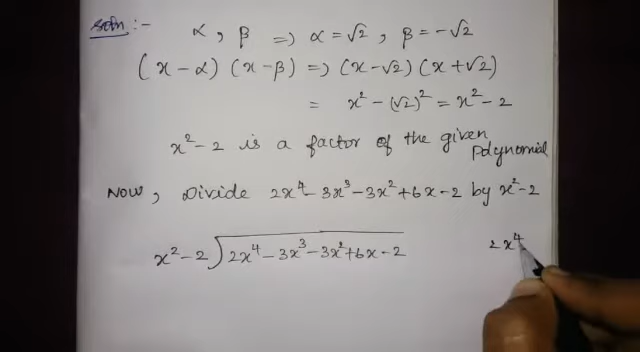 Soln :- α , β ⇒ α = √2 , β = -√2
(x - α) (x - β) ⇒ (x - √2) (x + √2)
= x² - (√2)² = x² - 2
x² - 2 is a factor of the given polynomial
Now, Divide 2x⁴ - 3x³ - 3x² + 6x - 2 by x² - 2
x² - 2 ) 2x⁴ - 3x³ - 3x² + 6x - 2
2x⁴